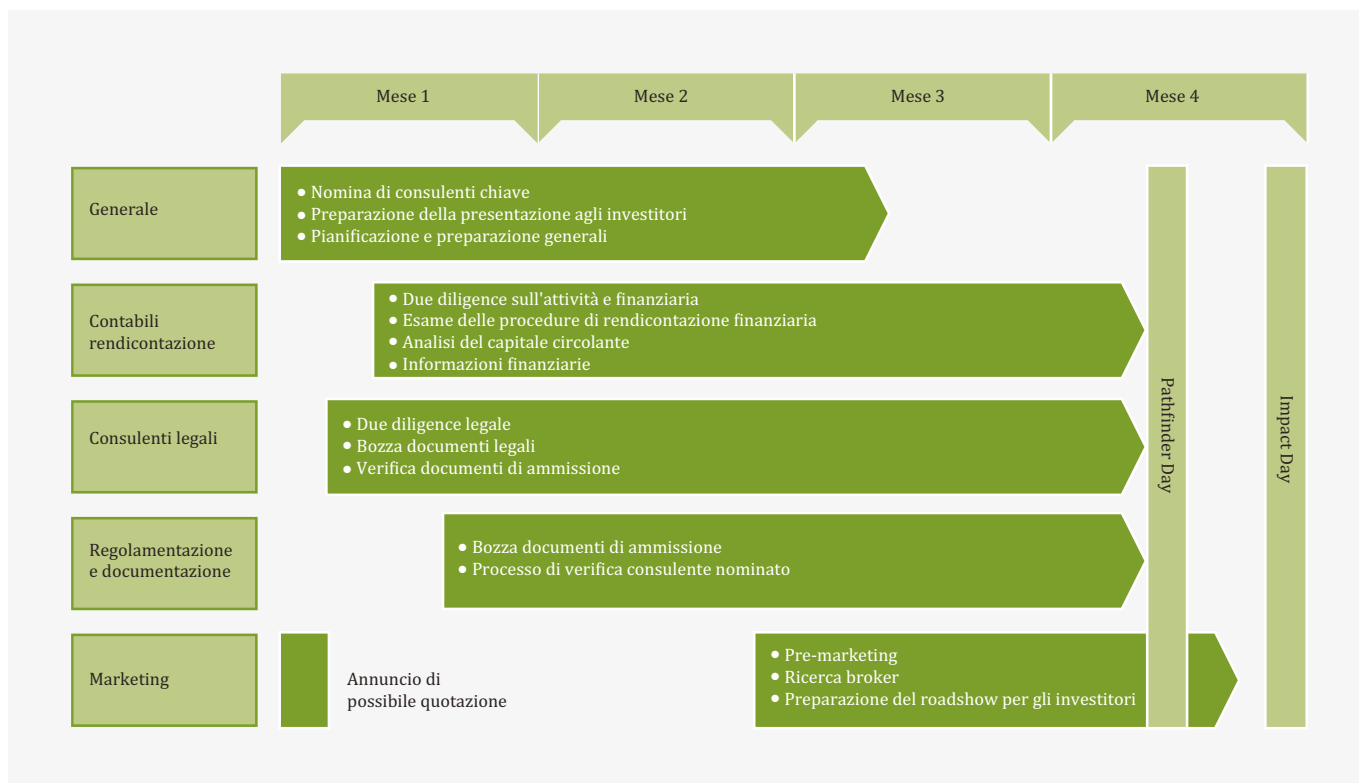 Mese 1
Mese 2
Mese 3
Mese 4
Generale
● Nomina di consulenti chiave
● Preparazione della presentazione agli investitori
● Pianificazione e preparazione generali
Contabili
rendicontazione
● Due diligence sull'attività e finanziaria
● Esame delle procedure di rendicontazione finanziaria
● Analisi del capitale circolante
● Informazioni finanziarie
Consulenti legali
● Due diligence legale
● Bozza documenti legali
● Verifica documenti di ammissione
Regolamentazione
e documentazione
● Bozza documenti di ammissione
● Processo di verifica consulente nominato
Marketing
Annuncio di
possibile quotazione
● Pre-marketing
● Ricerca broker
● Preparazione del roadshow per gli investitori
Pathfinder Day
Impact Day